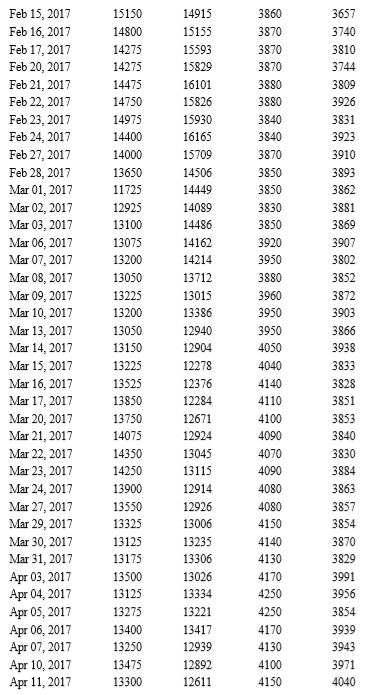 Feb 15, 2017 15150 14915 3860 3657
Feb 16, 2017 14800 15155 3870 3740
Feb 17, 2017 14275 15593 3870 3810
Feb 20, 2017 14275 15829 3870 3744
Feb 21, 2017 14475 16101 3880 3809
Feb 22, 2017 14750 15826 3880 3926
Feb 23, 2017 14975 15930 3840 3831
Feb 24, 2017 14400 16165 3840 3923
Feb 27, 2017 14000 15709 3870 3910
Feb 28, 2017 13650 14506 3850 3893
Mar 01, 2017 11725 14449 3850 3862
Mar 02, 2017 12925 14089 3830 3881
Mar 03, 2017 13100 14486 3850 3869
Mar 06, 2017 13075 14162 3920 3907
Mar 07, 2017 13200 14214 3950 3802
Mar 08, 2017 13050 13712 3880 3852
Mar 09, 2017 13225 13015 3960 3872
Mar 10, 2017 13200 13386 3950 3903
Mar 13, 2017 13050 12940 3950 3866
Mar 14, 2017 13150 12904 4050 3938
Mar 15, 2017 13225 12278 4040 3833
Mar 16, 2017 13525 12376 4140 3828
Mar 17, 2017 13850 12284 4110 3851
Mar 20, 2017 13750 12671 4100 3853
Mar 21, 2017 14075 12924 4090 3840
Mar 22, 2017 14350 13045 4070 3830
Mar 23, 2017 14250 13115 4090 3884
Mar 24, 2017 13900 12914 4080 3863
Mar 27, 2017 13550 12926 4080 3857
Mar 29, 2017 13325 13006 4150 3854
Mar 30, 2017 13125 13235 4140 3870
Mar 31, 2017 13175 13306 4130 3829
Apr 03, 2017 13500 13026 4170 3991
Apr 04, 2017 13125 13334 4250 3956
Apr 05, 2017 13275 13221 4250 3854
Apr 06, 2017 13400 13417 4170 3939
Apr 07, 2017 13250 12939 4130 3943
Apr 10, 2017 13475 12892 4100 3971
Apr 11, 2017 13300 12611 4150 4040